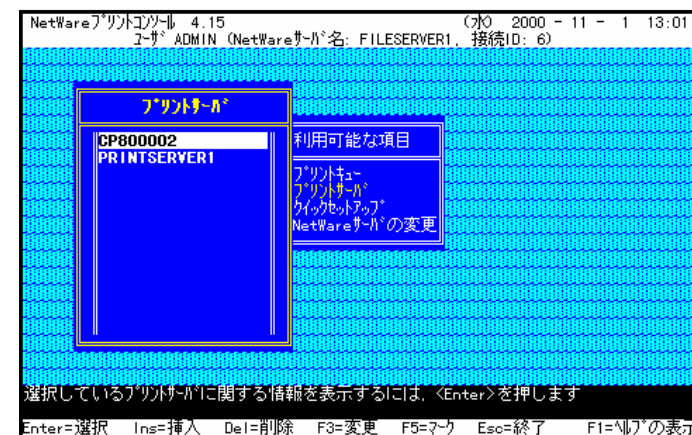 NetWareﾌﾟﾘﾝﾄｺﾝｿｰﾙ 4.15 (水) 2000 - 11 - 1 13:01
ﾕｰｻﾞ ADMIN (NetWareｻｰﾊﾞ名: FILESERVER1, 接続ID: 6)
ﾌﾟﾘﾝﾄｻｰﾊﾞ
CP800002
PRINTSERVER1
利用可能な項目
ﾌﾟﾘﾝﾄｷｭｰ
ﾌﾟﾘﾝﾄｻｰﾊﾞ
ｸｲｯｸｾｯﾄｱｯﾌﾟ
NetWareｻｰﾊﾞの変更
選択しているﾌﾟﾘﾝﾄｻｰﾊﾞに関する情報を表示するには、<Enter>を押します
Enter=選択 Ins=挿入 Del=削除 F3=変更 F5=ﾏｰｸ Esc=終了 F1=ﾍﾙﾌﾟの表示